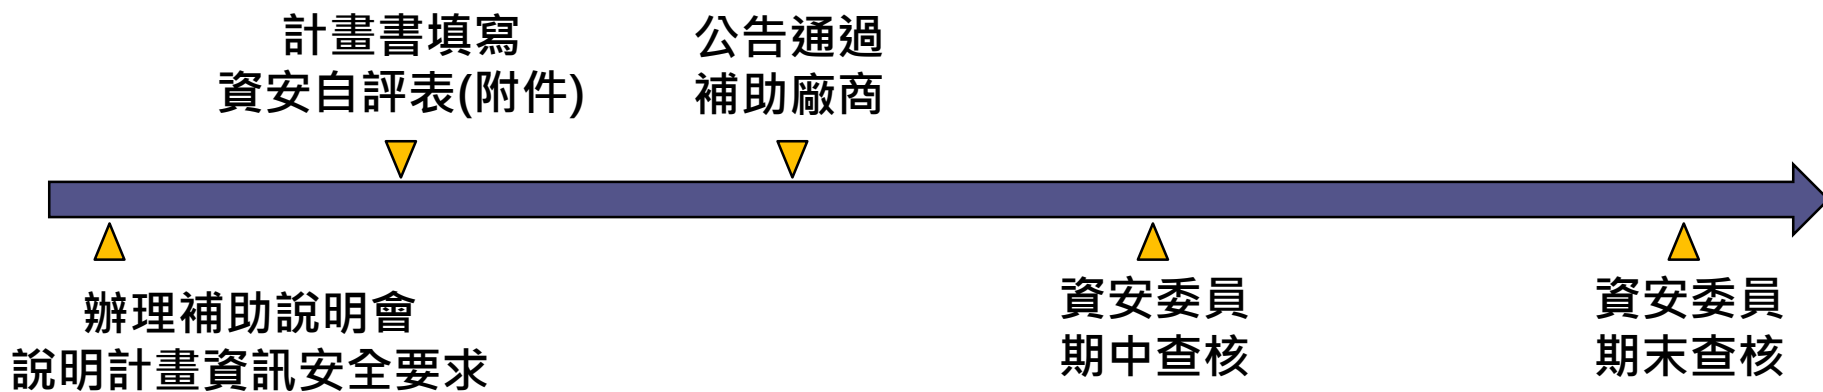 計畫書填寫
資安自評表(附件)
公告通過
補助廠商
辦理補助說明會
說明計畫資訊安全要求
資安委員
期中查核
資安委員
期末查核